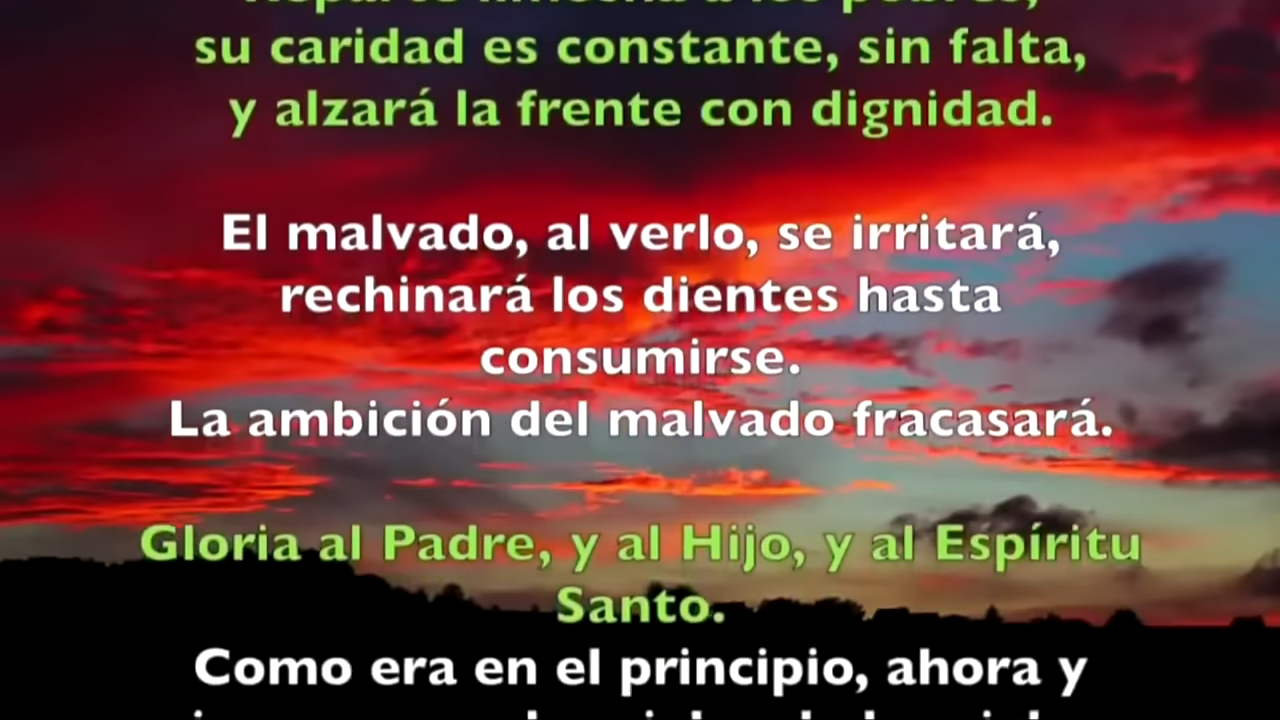 su caridad es constante, sin falta,
y alzará la frente con dignidad.
El malvado, al verlo, se irritará,
rechinará los dientes hasta
consumirse.
La ambición del malvado fracasará.
Gloria al Padre, y al Hijo, y al Espíritu
Santo.
Como era en el principio, ahora y